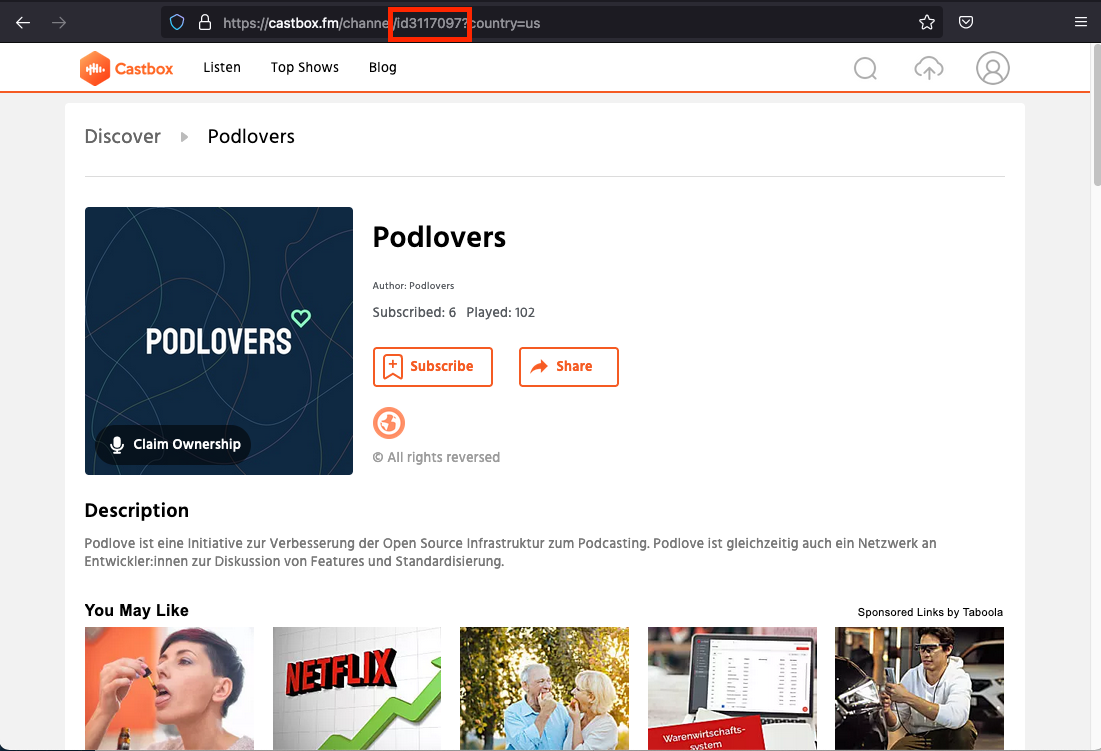 https://castbox.fm/channel/id3117097?country=us
Castbox Listen Top Shows Blog
Discover Podlovers
PODLOVERS
Claim Ownership
Podlovers
Author: Podlovers
Subscribed: 6 Played: 102
Subscribe Share
© All rights reversed
Description
Podlove ist eine Initiative zur Verbesserung der Open Source Infrastruktur zum Podcasting. Podlove ist gleichzeitig auch ein Netzwerk an
Entwickler:innen zur Diskussion von Features und Standardisierung.
You May Like
Sponsored Links by Taboola
NETFLIX
Warenwirtschafts-
system